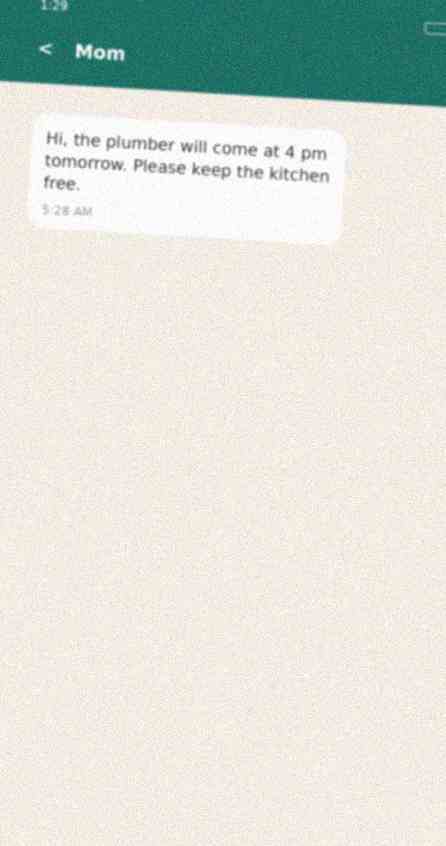 1:29
< Mom
Hi, the plumber will come at 4 pm
tomorrow. Please keep the kitchen
free.
5:28 AM